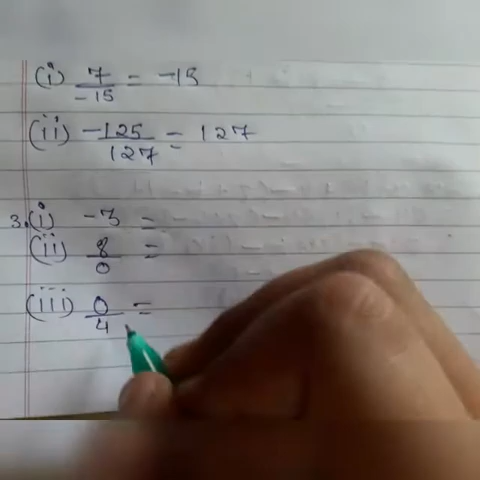 (i) 7/-15 = -15
(ii) -125/127 = 127
3. (i) -3 =
(ii) 8/0 =
(iii) 0/4 =